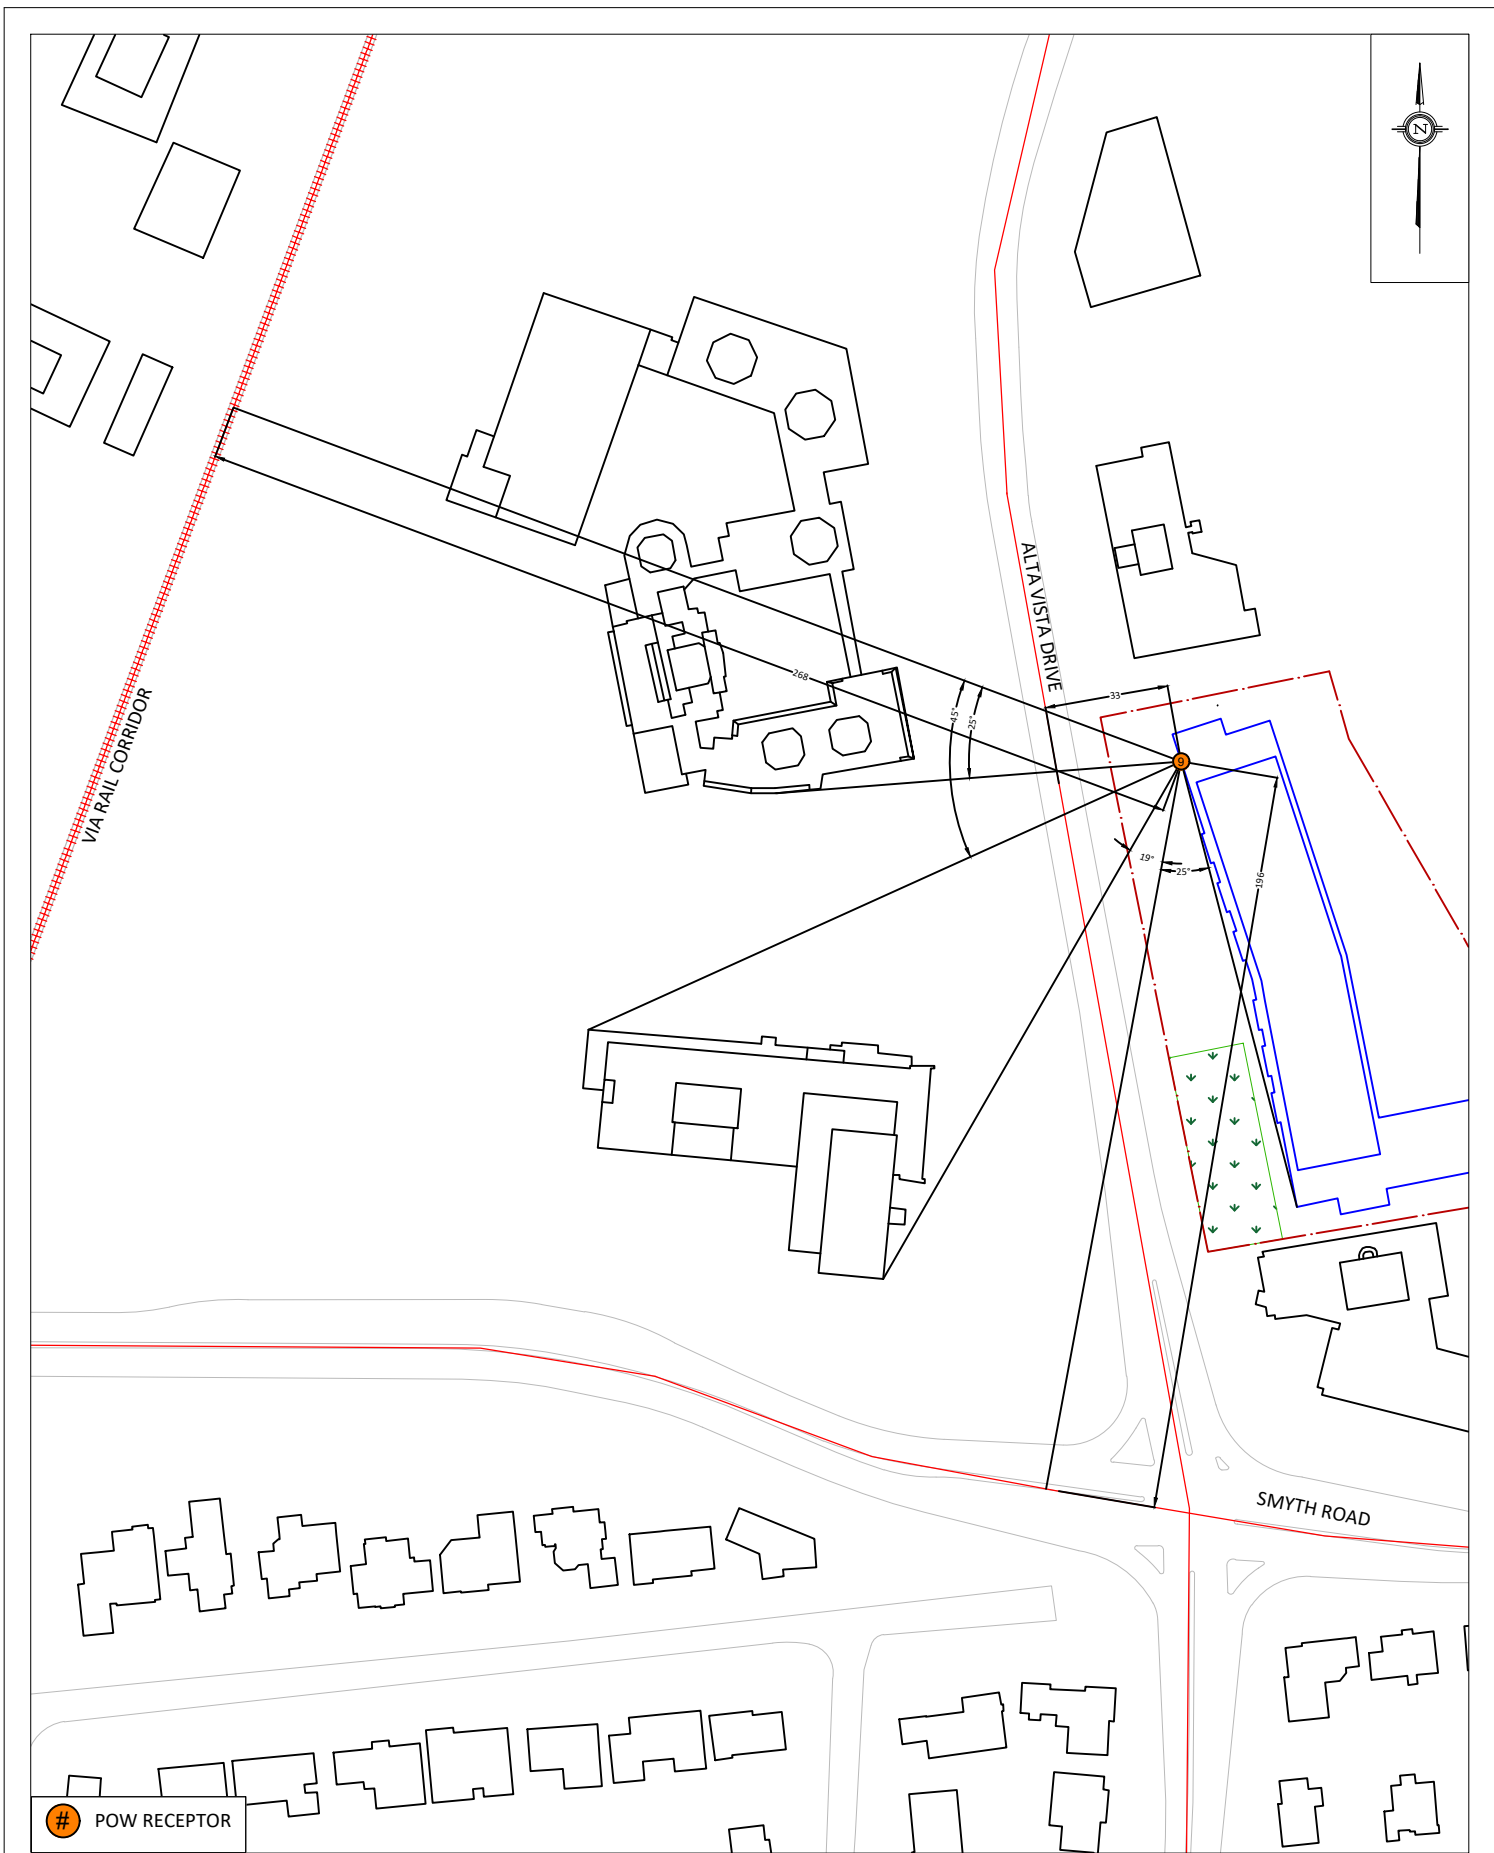 N
ALTA VISTA DRIVE
VIA RAIL CORRIDOR
268
33
45°
25°
9
19°
25°
196
SMYTH ROAD
# POW RECEPTOR